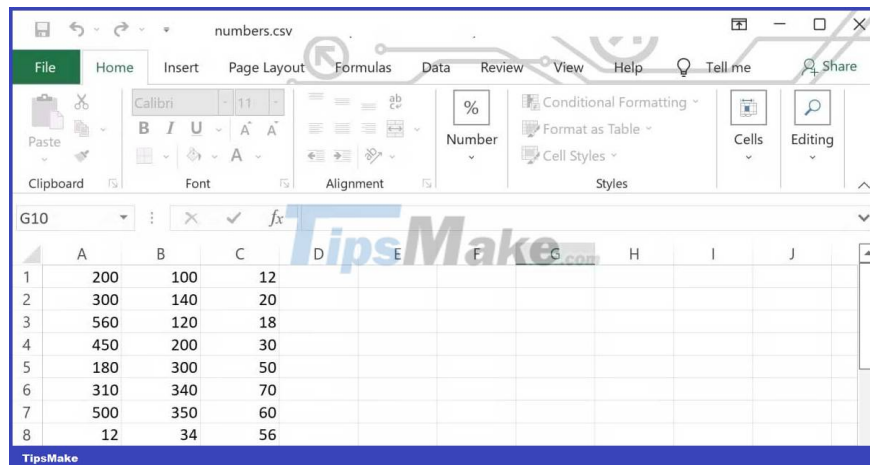 numbers.csv
File Home Insert Page Layout Formulas Data Review View Help Tell me Share
Paste
Clipboard
Calibri 11
B I U A A
A
Font
ab
Alignment
%
Number
Conditional Formatting
Format as Table
Cell Styles
Styles
Cells
Editing
G10 fx
TipsMake.com
A B C D E F G H I J
1 200 100 12
2 300 140 20
3 560 120 18
4 450 200 30
5 180 300 50
6 310 340 70
7 500 350 60
8 12 34 56
TipsMake